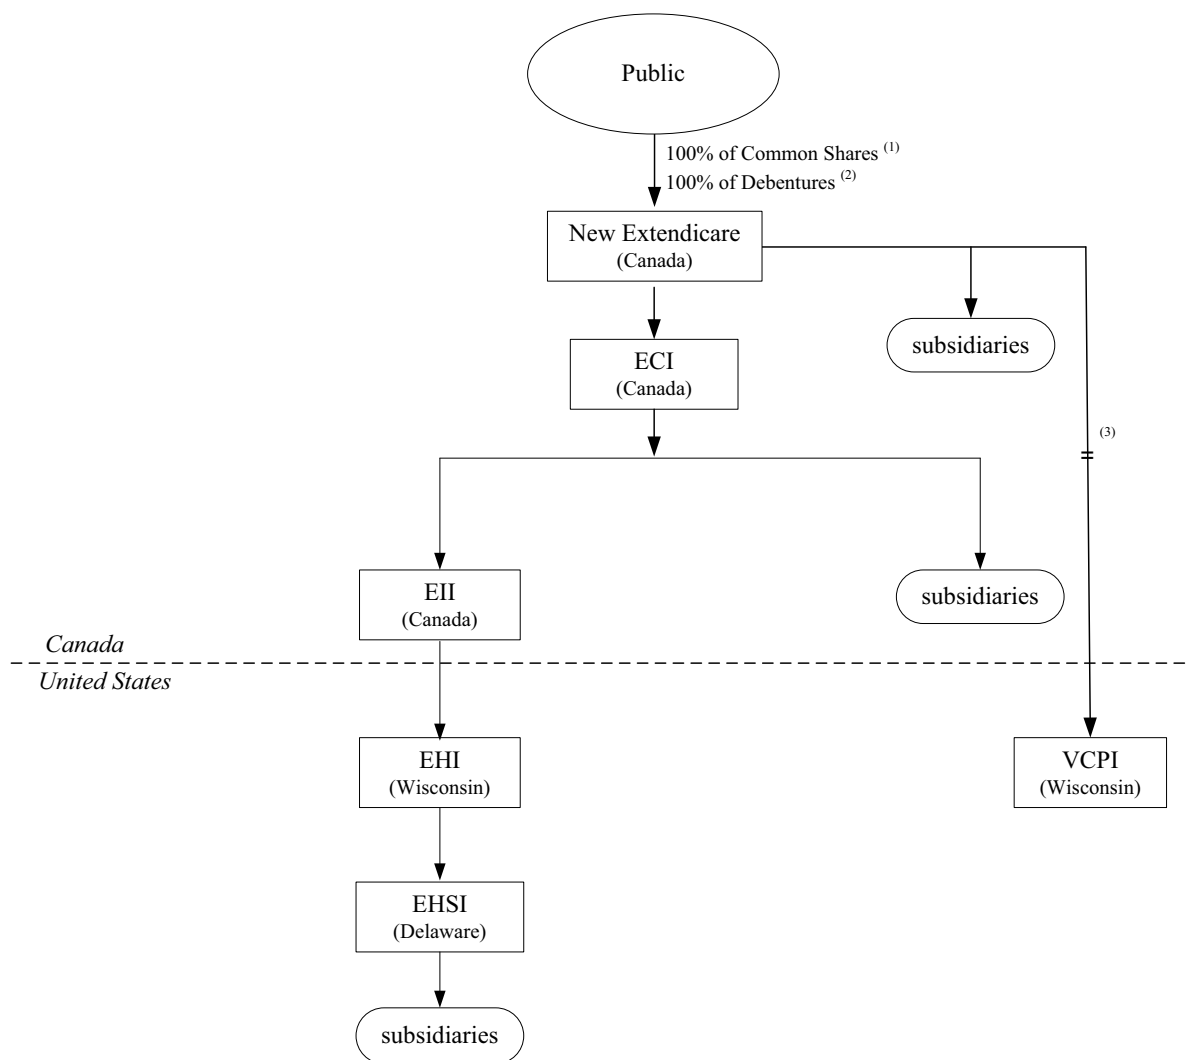 Public
100% of Common Shares (1)
100% of Debentures (2)
New Extendicare
(Canada)
subsidiaries
ECI
(Canada)
(3)
EII
(Canada)
subsidiaries
Canada
United States
EHI
(Wisconsin)
VCPI
(Wisconsin)
EHSI
(Delaware)
subsidiaries